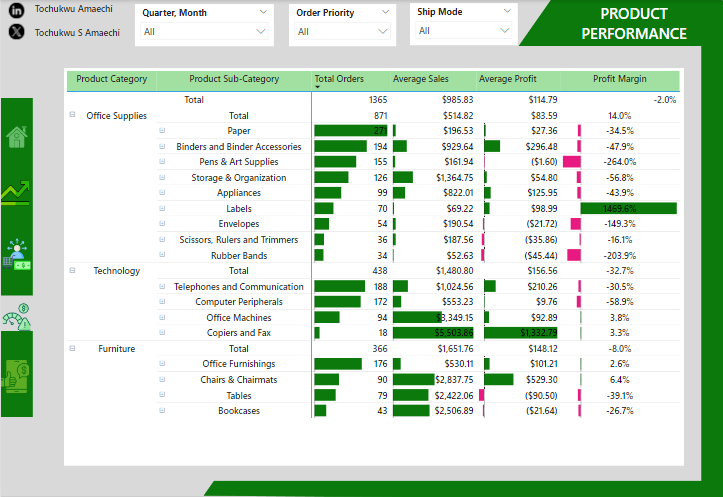 Tochukwu Amaechi
Tochukwu S Amaechi
Quarter, Month
All
Order Priority
All
Ship Mode
All
PRODUCT
PERFORMANCE
Product Category Product Sub-Category Total Orders Average Sales Average Profit Profit Margin
Total 1365 $985.83 $114.79 -2.0%
Office Supplies Total 871 $514.82 $83.59 14.0%
Paper 271 $196.53 $27.36 -34.5%
Binders and Binder Accessories 194 $929.64 $296.48 -47.9%
Pens & Art Supplies 155 $161.94 ($1.60) -264.0%
Storage & Organization 126 $1,364.75 $54.80 -56.8%
Appliances 99 $822.01 $125.95 -43.9%
Labels 70 $69.22 $98.99 1469.6%
Envelopes 54 $190.54 ($21.72) -149.3%
Scissors, Rulers and Trimmers 36 $187.56 ($35.86) -16.1%
Rubber Bands 34 $52.63 ($45.44) -203.9%
Technology Total 438 $1,480.80 $156.56 -32.7%
Telephones and Communication 188 $1,024.56 $210.26 -30.5%
Computer Peripherals 172 $553.23 $9.76 -58.9%
Office Machines 94 $3,349.15 $92.89 3.8%
Copiers and Fax 18 $5,503.86 $1,332.79 3.3%
Furniture Total 366 $1,651.76 $148.12 -8.0%
Office Furnishings 176 $530.11 $101.21 2.6%
Chairs & Chairmats 90 $2,837.75 $529.30 6.4%
Tables 79 $2,422.06 ($90.50) -39.1%
Bookcases 43 $2,506.89 ($21.64) -26.7%